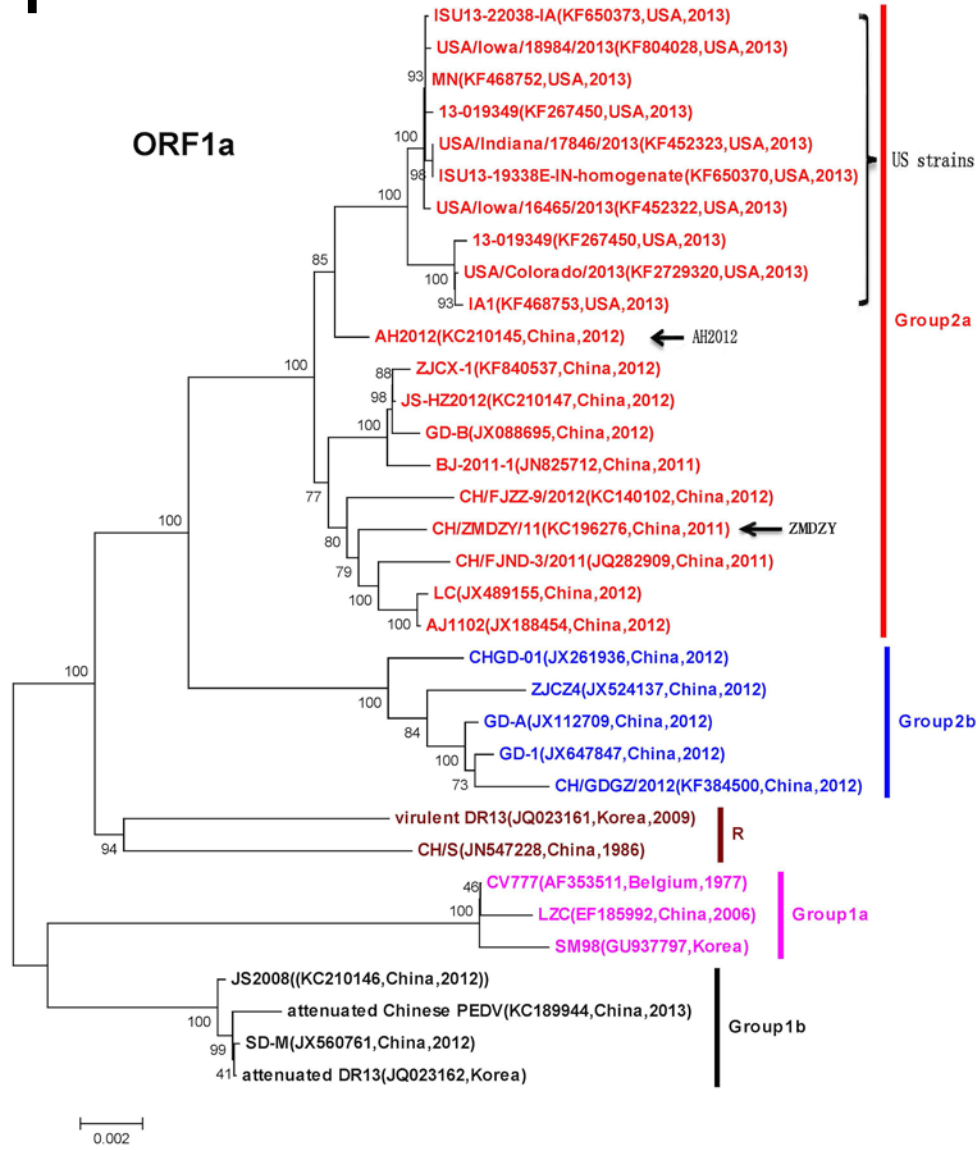 ORF1a
ISU13-22038-IA(KF650373,USA,2013)
USA/Iowa/18984/2013(KF804028,USA,2013)
93
MN(KF468752,USA,2013)
13-019349(KF267450,USA,2013)
100
USA/Indiana/17846/2013(KF452323,USA,2013)
US strains
98
ISU13-19338E-IN-homogenate(KF650370,USA,2013)
100
USA/Iowa/16465/2013(KF452322,USA,2013)
13-019349(KF267450,USA,2013)
85
100
USA/Colorado/2013(KF2729320,USA,2013)
93
IA1(KF468753,USA,2013)
Group2a
AH2012(KC210145,China,2012)
AH2012
100
88
ZJCX-1(KF840537,China,2012)
98
JS-HZ2012(KC210147,China,2012)
100
GD-B(JX088695,China,2012)
BJ-2011-1(JN825712,China,2011)
77
CH/FJZZ-9/2012(KC140102,China,2012)
100
80
CH/ZMDZY/11(KC196276,China,2011)
ZMDZY
79
CH/FJND-3/2011(JQ282909,China,2011)
100
LC(JX489155,China,2012)
100
AJ1102(JX188454,China,2012)
100
CHGD-01(JX261936,China,2012)
100
ZJCZ4(JX524137,China,2012)
84
GD-A(JX112709,China,2012)
Group2b
100
GD-1(JX647847,China,2012)
73
CH/GDGZ/2012(KF384500,China,2012)
virulent DR13(JQ023161,Korea,2009)
R
94
CH/S(JN547228,China,1986)
46
CV777(AF353511,Belgium,1977)
100
LZC(EF185992,China,2006)
Group1a
SM98(GU937797,Korea)
JS2008((KC210146,China,2012))
100
attenuated Chinese PEDV(KC189944,China,2013)
Group1b
99
SD-M(JX560761,China,2012)
41
attenuated DR13(JQ023162,Korea)
0.002